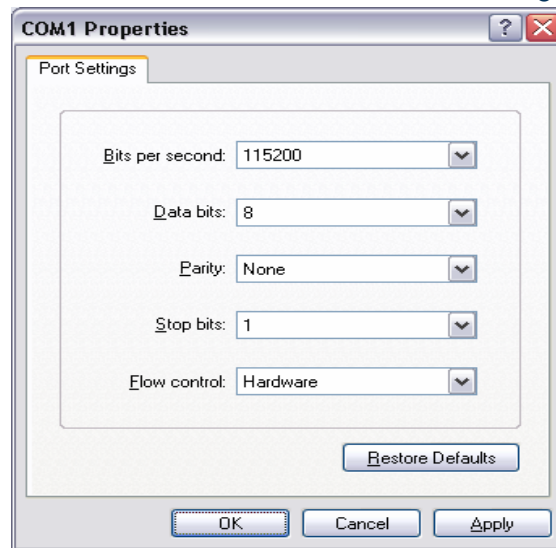 COM1 Properties
Port Settings
Bits per second: 115200
Data bits: 8
Parity: None
Stop bits: 1
Flow control: Hardware
Restore Defaults
OK Cancel Apply